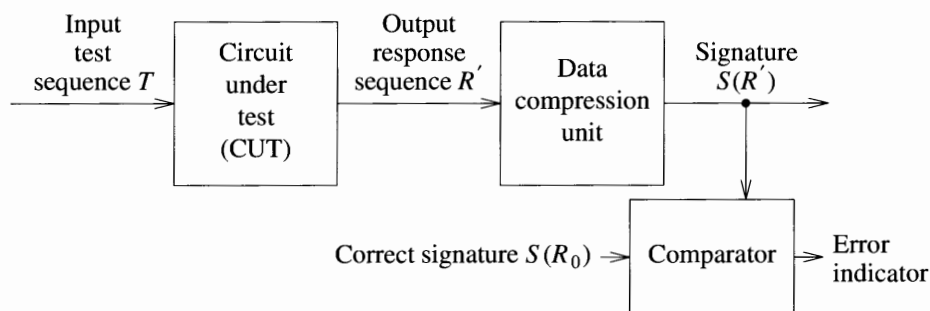 Input
test
sequence T
Circuit
under
test
(CUT)
Output
response
sequence R′
Data
compression
unit
Signature
S(R′)
Correct signature S(R₀)
Comparator
Error
indicator